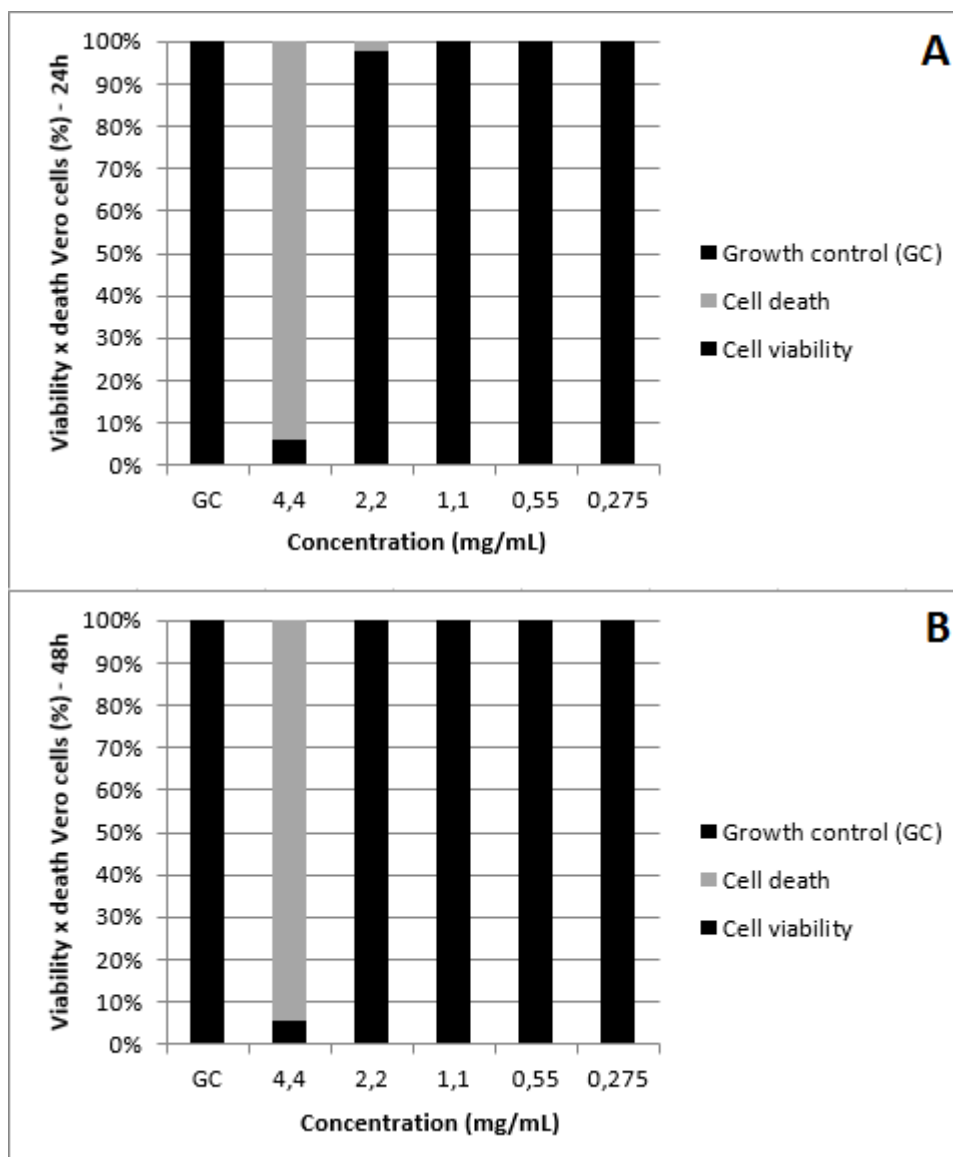 A
Viability x death Vero cells (%) - 24h
100%
90%
80%
70%
60%
50%
40%
30%
20%
10%
0%
GC 4,4 2,2 1,1 0,55 0,275
Concentration (mg/mL)
Growth control (GC)
Cell death
Cell viability
B
Viability x death Vero cells (%) - 48h
100%
90%
80%
70%
60%
50%
40%
30%
20%
10%
0%
GC 4,4 2,2 1,1 0,55 0,275
Concentration (mg/mL)
Growth control (GC)
Cell death
Cell viability